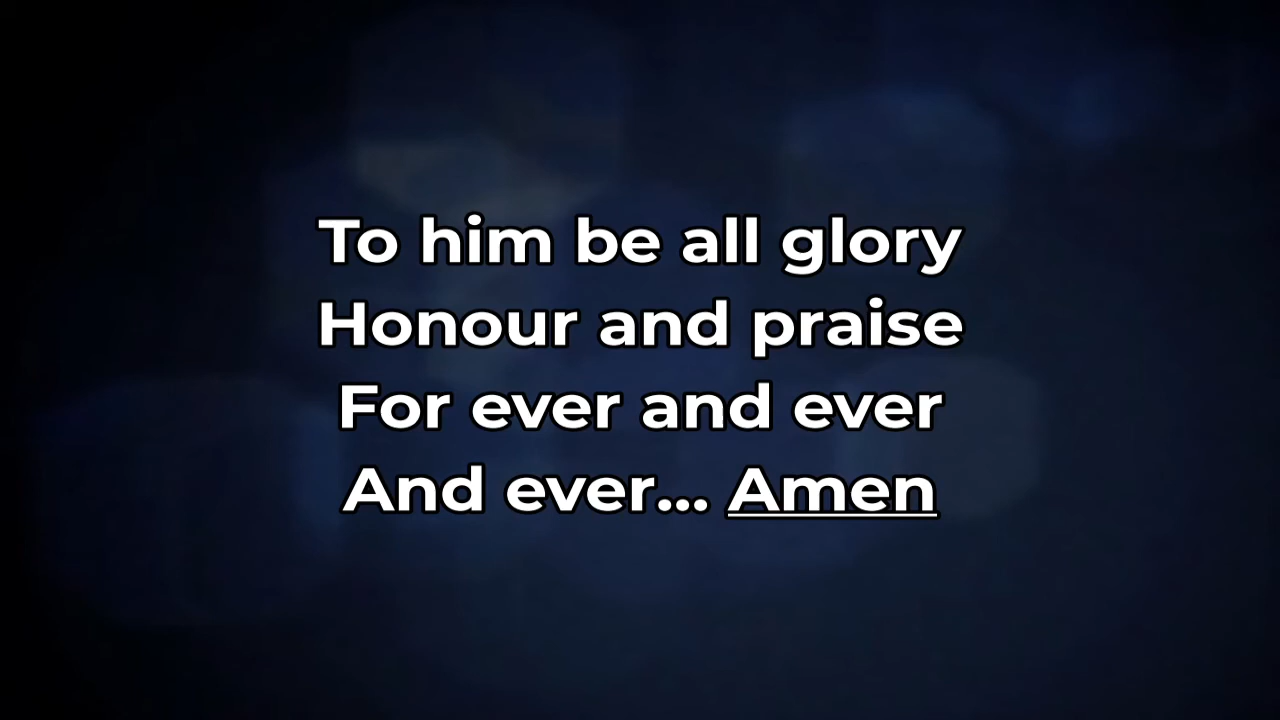 To him be all glory
Honour and praise
For ever and ever
And ever... Amen